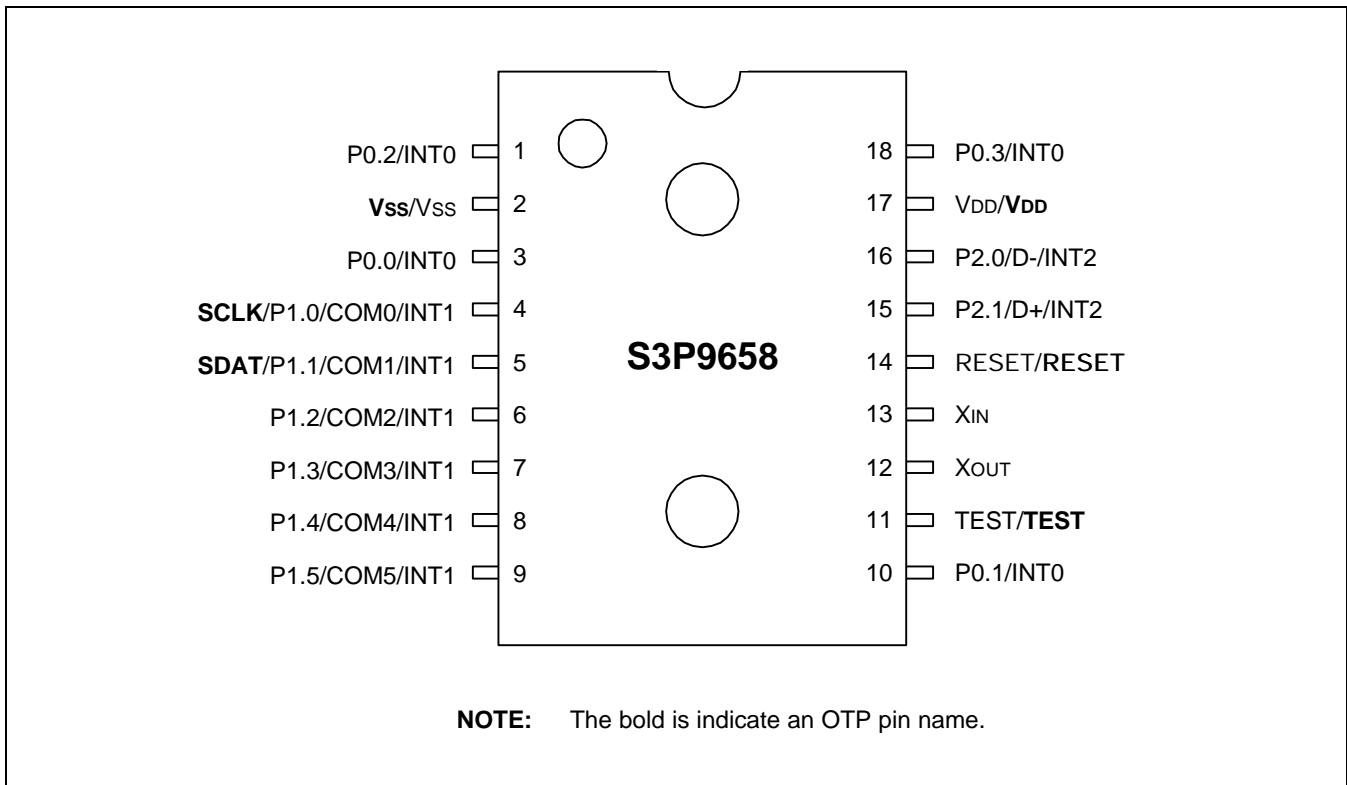 P0.2/INT0 1 18 P0.3/INT0
VSS/VSS 2 17 VDD/VDD
P0.0/INT0 3 16 P2.0/D-/INT2
SCLK/P1.0/COM0/INT1 4 15 P2.1/D+/INT2
SDAT/P1.1/COM1/INT1 5 S3P9658 14 RESET/RESET
P1.2/COM2/INT1 6 13 XIN
P1.3/COM3/INT1 7 12 XOUT
P1.4/COM4/INT1 8 11 TEST/TEST
P1.5/COM5/INT1 9 10 P0.1/INT0
NOTE: The bold is indicate an OTP pin name.